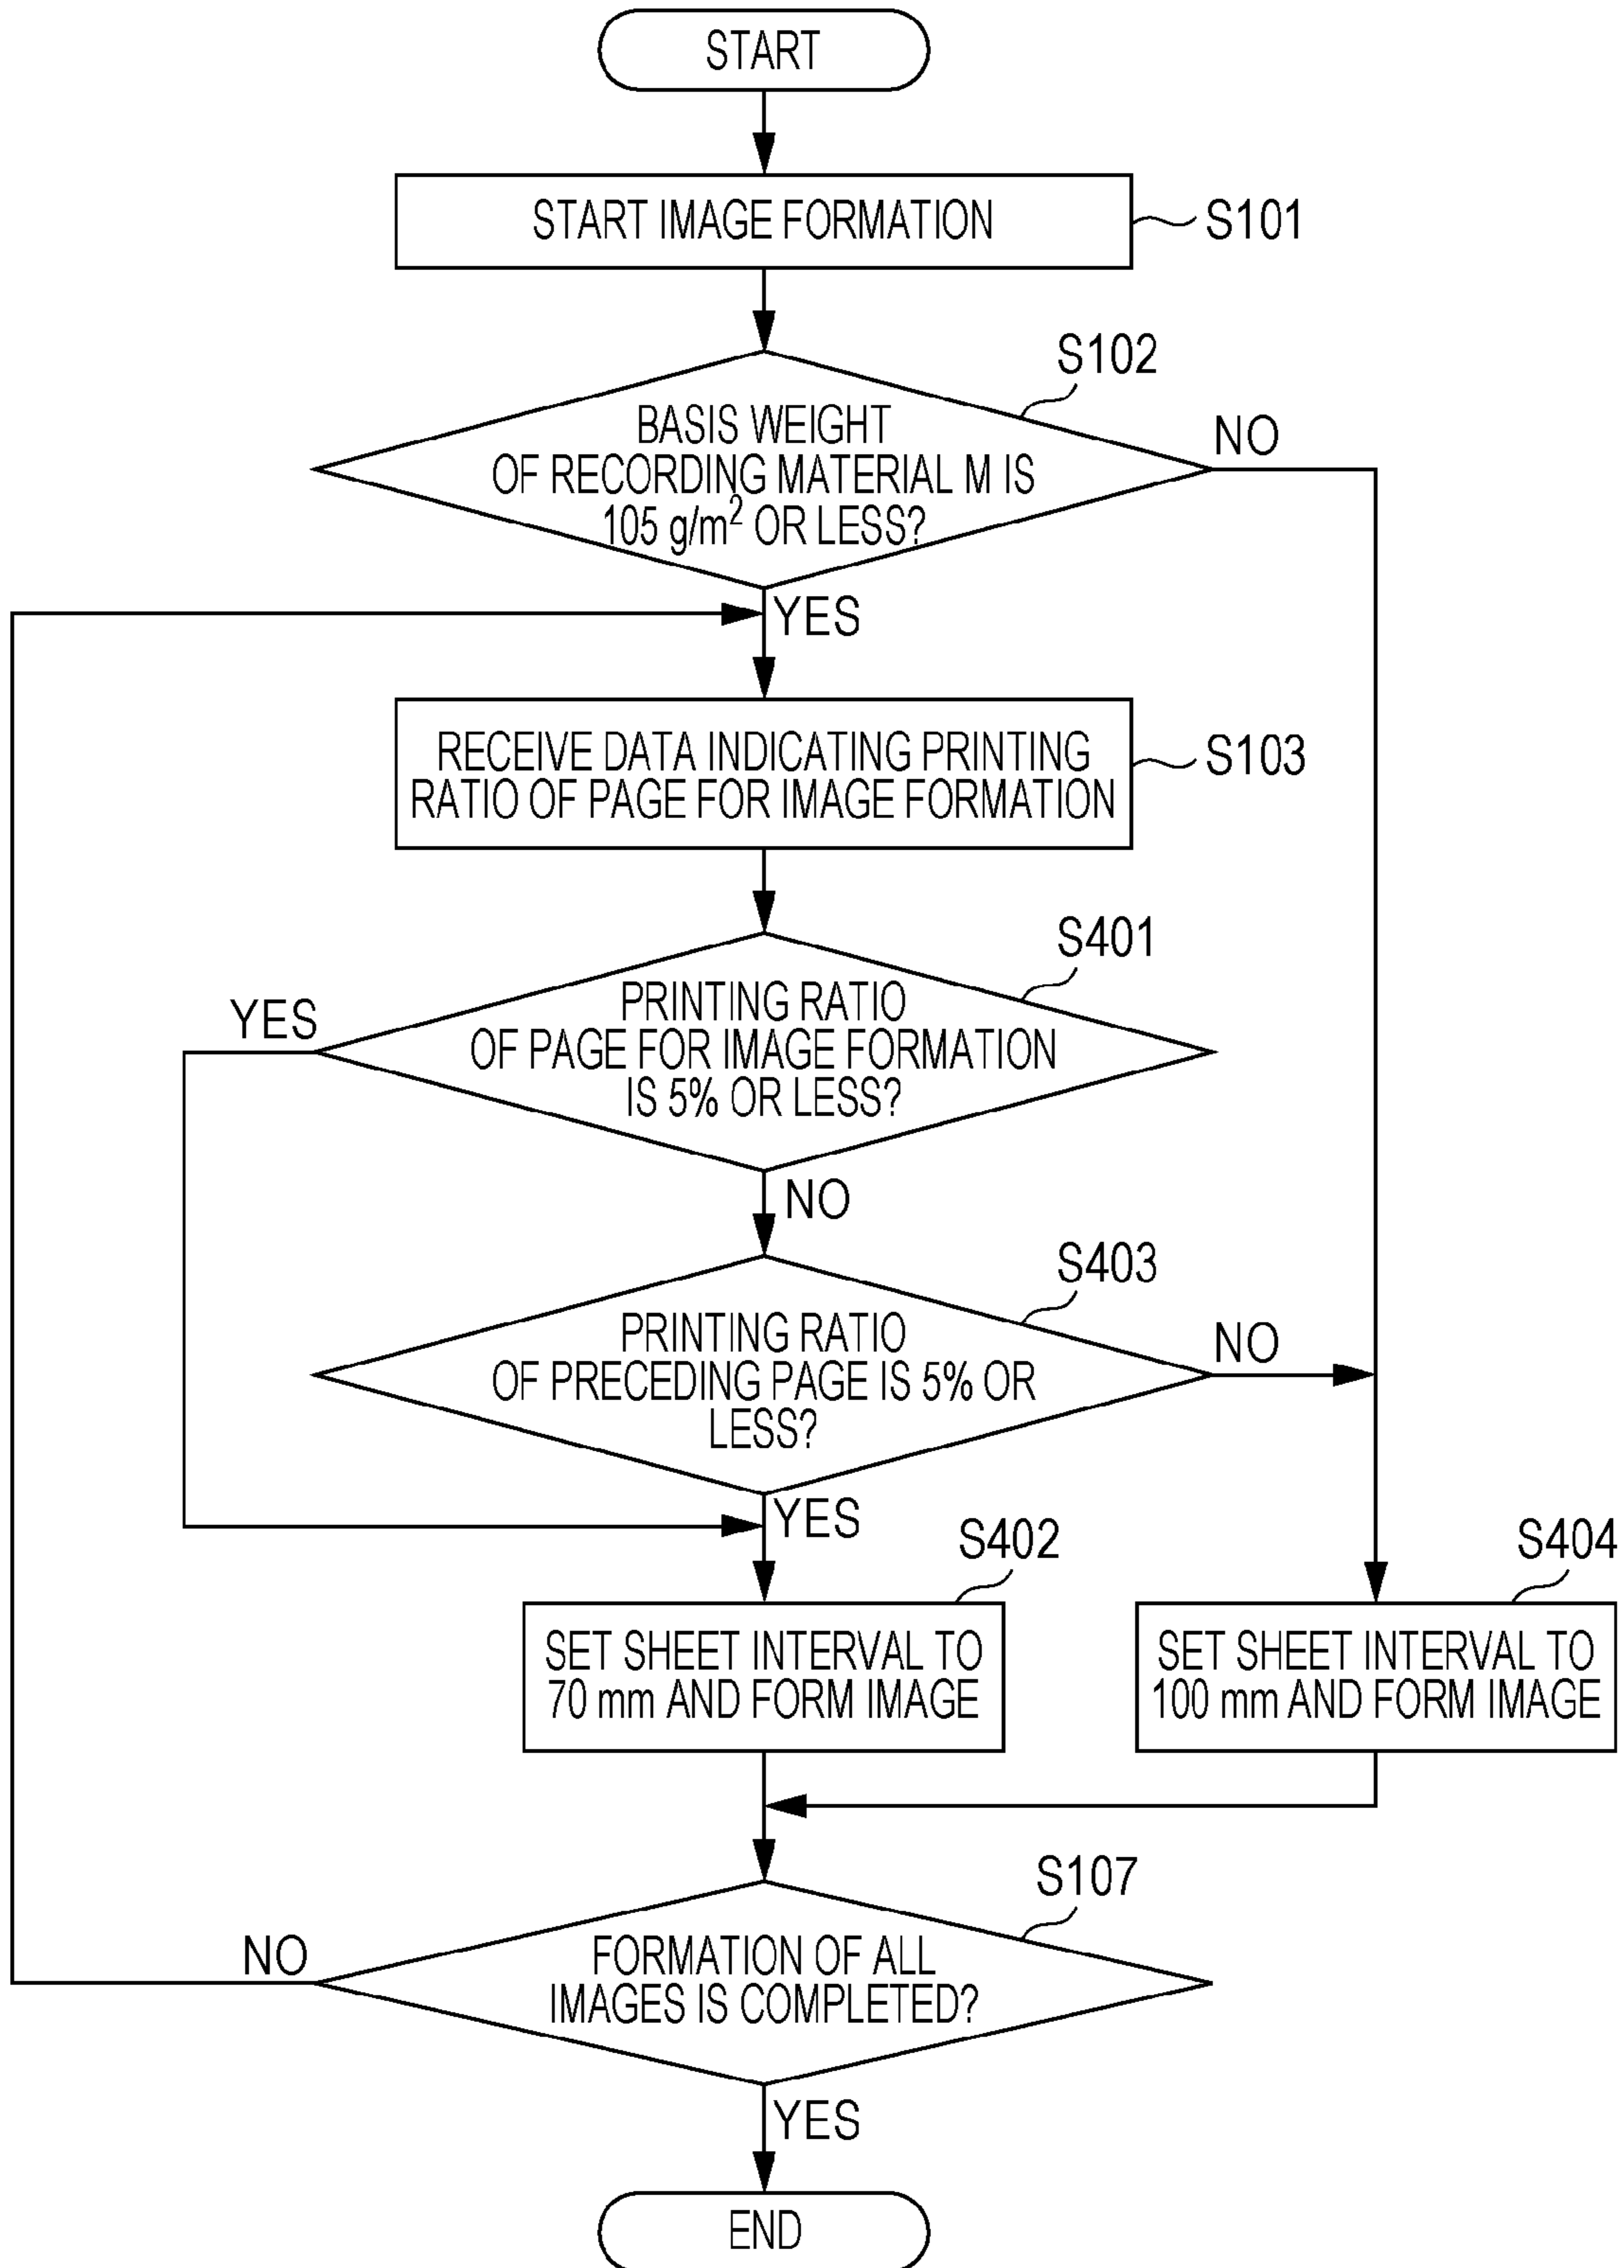 START
START IMAGE FORMATION
S101
S102
BASIS WEIGHT
OF RECORDING MATERIAL M IS
105 g/m² OR LESS?
NO
YES
RECEIVE DATA INDICATING PRINTING
RATIO OF PAGE FOR IMAGE FORMATION
S103
S401
PRINTING RATIO
OF PAGE FOR IMAGE FORMATION
IS 5% OR LESS?
YES
NO
S403
PRINTING RATIO
OF PRECEDING PAGE IS 5% OR
LESS?
NO
YES
S402
SET SHEET INTERVAL TO
70 mm AND FORM IMAGE
S404
SET SHEET INTERVAL TO
100 mm AND FORM IMAGE
S107
FORMATION OF ALL
IMAGES IS COMPLETED?
NO
YES
END